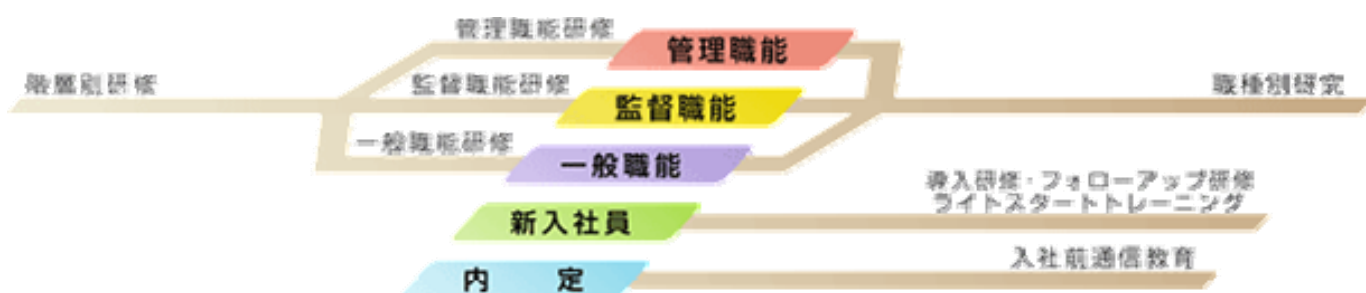 管理職能研修
管理職能
階層別研修
監督職能研修
監督職能
職種別研究
一般職能研修
一般職能
導入研修・フォローアップ研修
ライトスタートトレーニング
新入社員
入社前通信教育
内 定